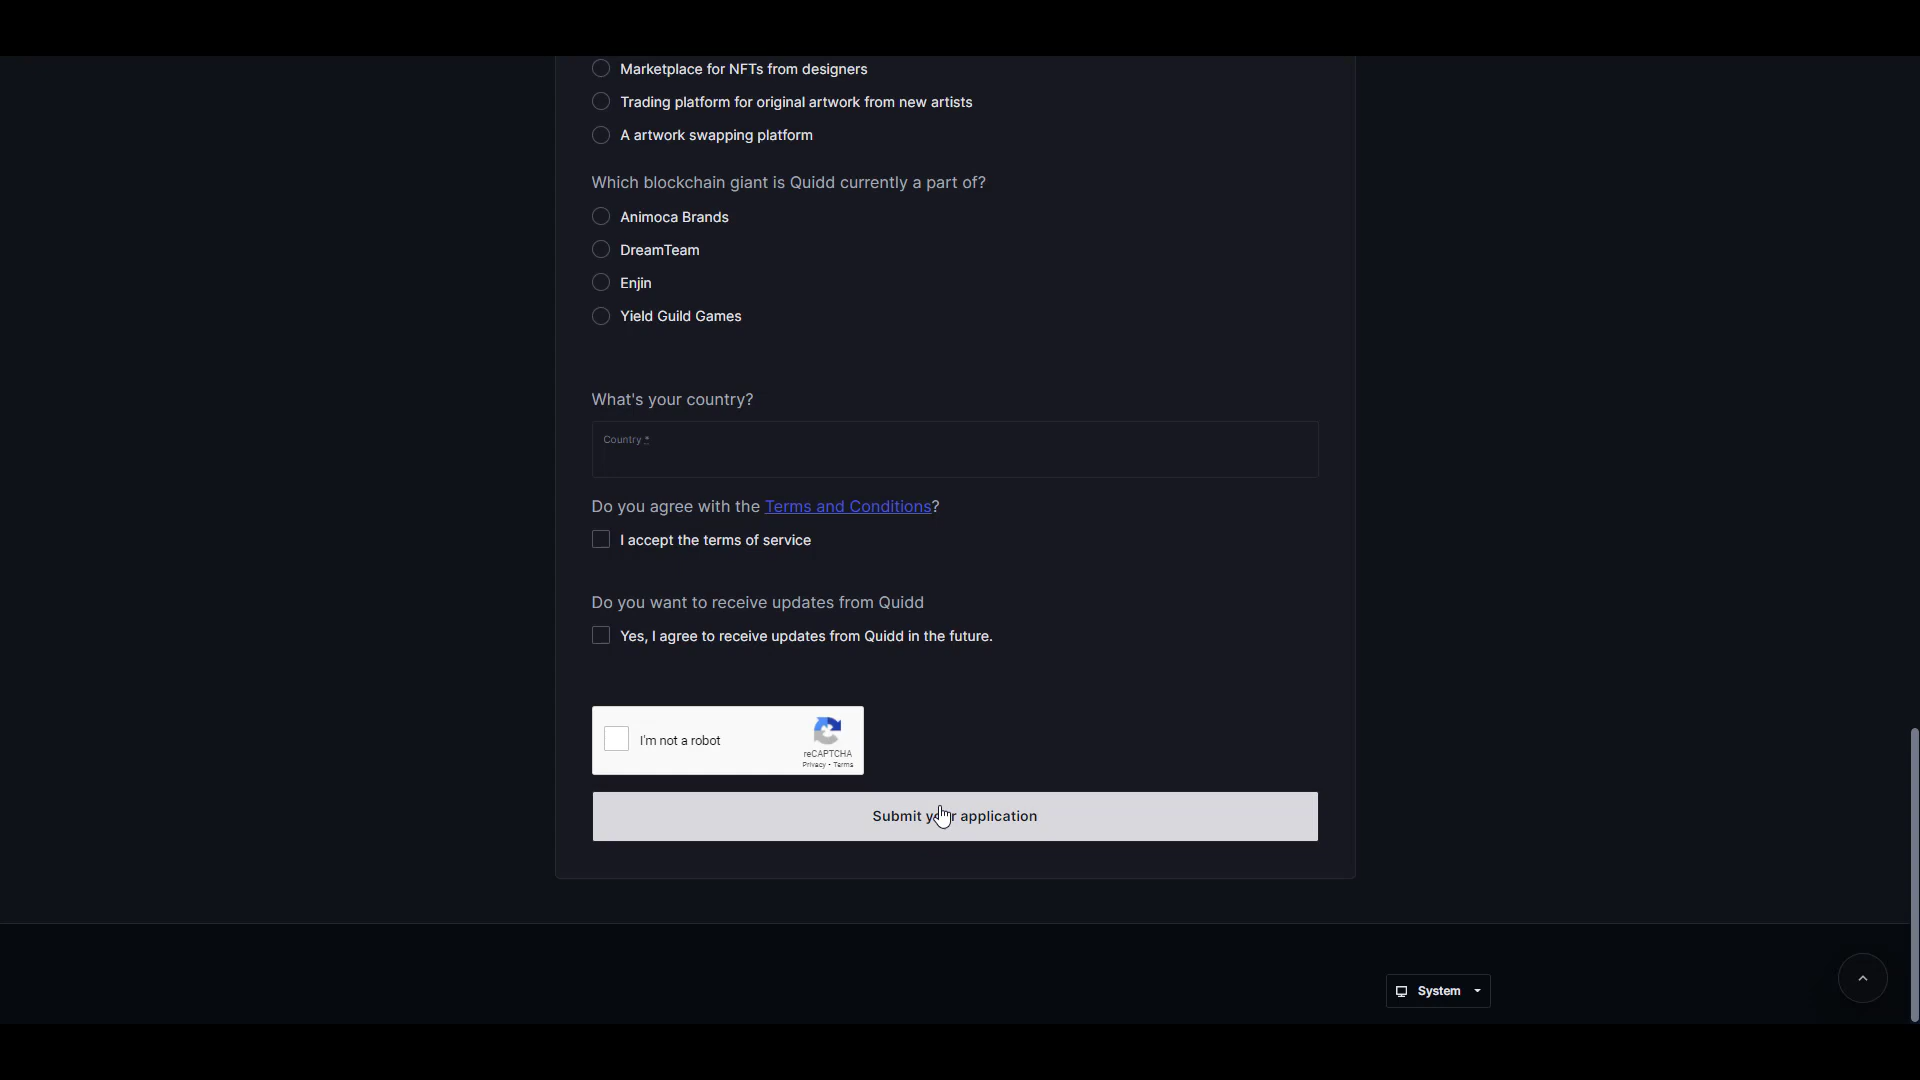 Marketplace for NFTs from designers
Trading platform for original artwork from new artists
A artwork swapping platform
Which blockchain giant is Quidd currently a part of?
Animoca Brands
DreamTeam
Enjin
Yield Guild Games
What's your country?
Country *
Do you agree with the Terms and Conditions?
I accept the terms of service
Do you want to receive updates from Quidd
Yes, I agree to receive updates from Quidd in the future.
I'm not a robot
reCAPTCHA
Privacy - Terms
Submit your application
System